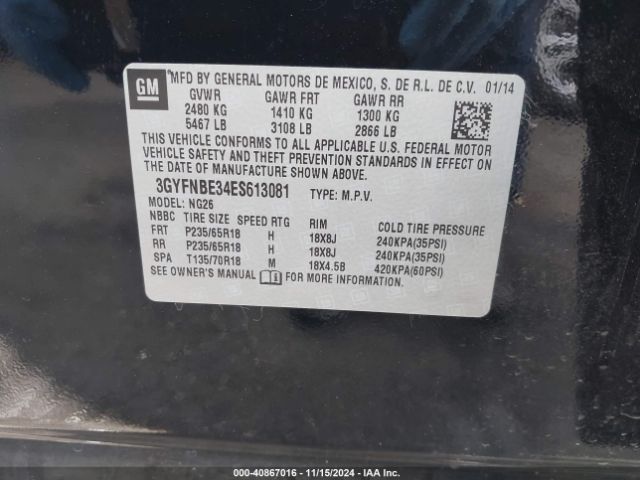 GM
*MFD BY GENERAL MOTORS DE MEXICO, S. DE R.L. DE C.V. 01/14
GVWR GAWR FRT GAWR RR
2480 KG 1410 KG 1300 KG
5467 LB 3108 LB 2866 LB
THIS VEHICLE CONFORMS TO ALL APPLICABLE U.S. FEDERAL MOTOR
VEHICLE SAFETY AND THEFT PREVENTION STANDARDS IN EFFECT ON
THE DATE OF MANUFACTURE SHOWN ABOVE.
3GYFNBE34ES613081 TYPE: M.P.V.
MODEL: NG26
NBBC TIRE SIZE SPEED RTG RIM COLD TIRE PRESSURE
FRT P235/65R18 H 18X8J 240KPA(35PSI)
RR P235/65R18 H 18X8J 240KPA(35PSI)
SPA T135/70R18 M 18X4.5B 420KPA(60PSI)
SEE OWNER'S MANUAL FOR MORE INFORMATION.
000-40867016 - 11/15/2024 - IAA Inc.